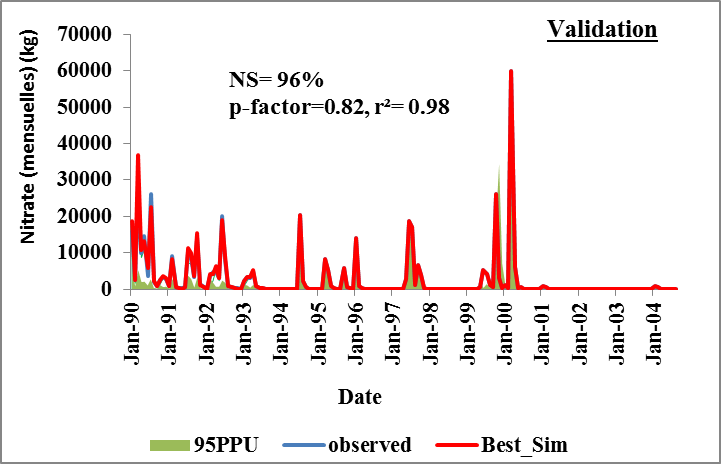 Validation
NS= 96%
p-factor=0.82, r²= 0.98
Nitrate (mensuelles) (kg)
70000
60000
50000
40000
30000
20000
10000
0
Jan-90
Jan-91
Jan-92
Jan-93
Jan-94
Jan-95
Jan-96
Jan-97
Jan-98
Jan-99
Jan-00
Jan-01
Jan-02
Jan-03
Jan-04
Date
95PPU
observed
Best_Sim